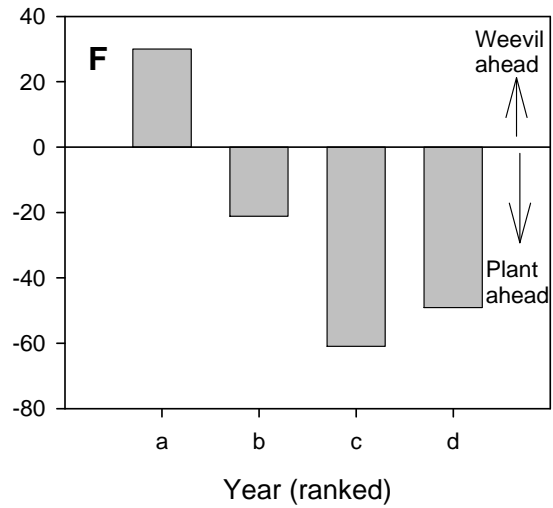 40
20
0
-20
-40
-60
-80
F
Weevil
ahead
Plant
ahead
a b c d
Year (ranked)